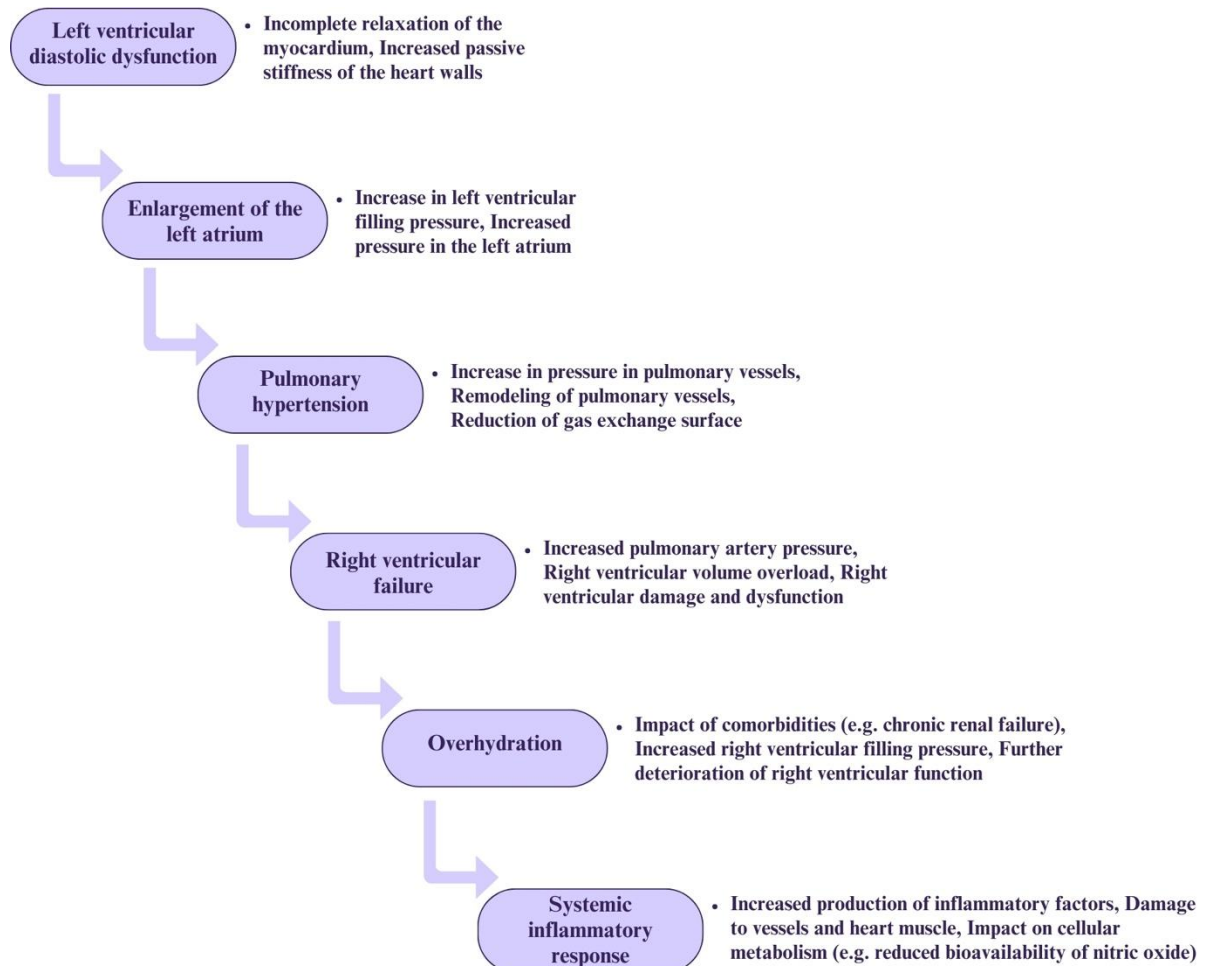 Left ventricular
diastolic dysfunction
• Incomplete relaxation of the
myocardium, Increased passive
stiffness of the heart walls
Enlargement of the
left atrium
• Increase in left ventricular
filling pressure, Increased
pressure in the left atrium
Pulmonary
hypertension
• Increase in pressure in pulmonary vessels,
Remodeling of pulmonary vessels,
Reduction of gas exchange surface
Right ventricular
failure
• Increased pulmonary artery pressure,
Right ventricular volume overload, Right
ventricular damage and dysfunction
Overhydration
• Impact of comorbidities (e.g. chronic renal failure),
Increased right ventricular filling pressure, Further
deterioration of right ventricular function
Systemic
inflammatory
response
• Increased production of inflammatory factors, Damage
to vessels and heart muscle, Impact on cellular
metabolism (e.g. reduced bioavailability of nitric oxide)